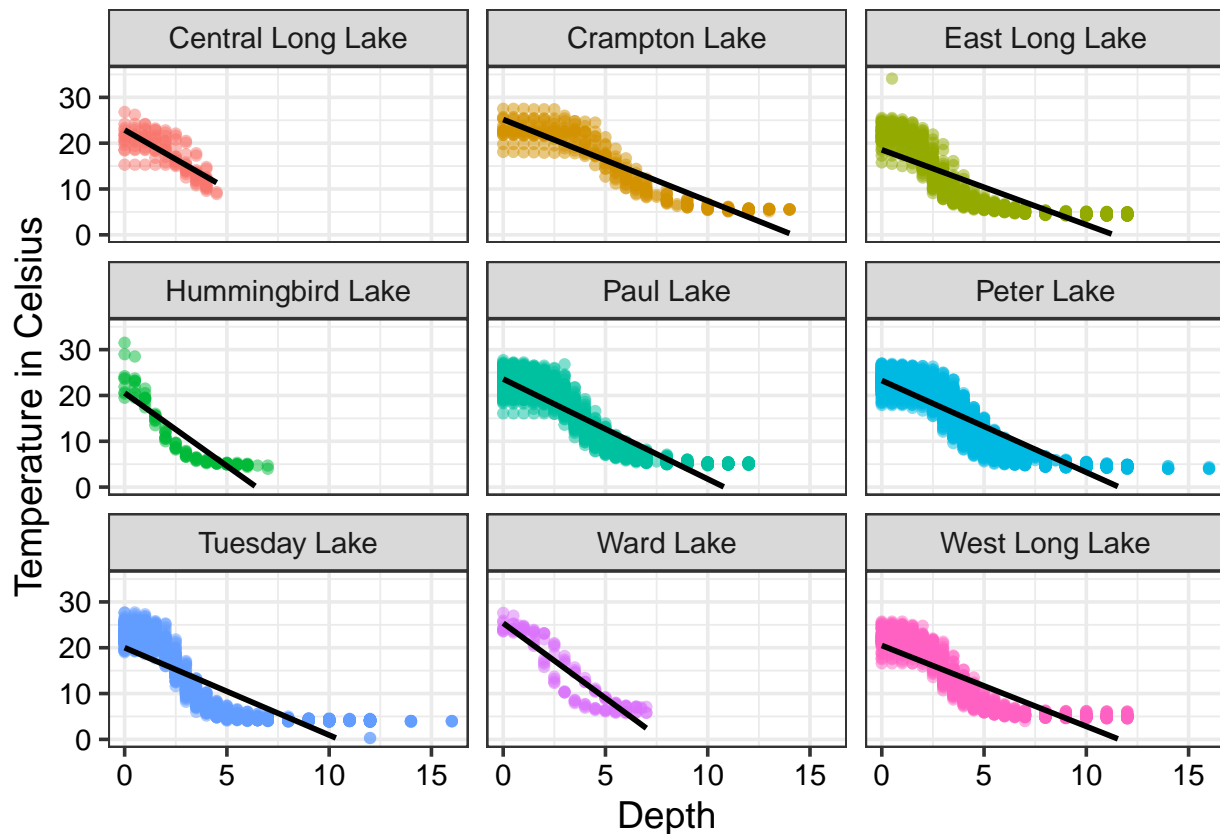 Central Long Lake
Crampton Lake
East Long Lake
30
20
10
0
Hummingbird Lake
Paul Lake
Peter Lake
30
20
10
0
Tuesday Lake
Ward Lake
West Long Lake
30
20
10
0
0 5 10 15
0 5 10 15
0 5 10 15
Depth
Temperature in Celsius